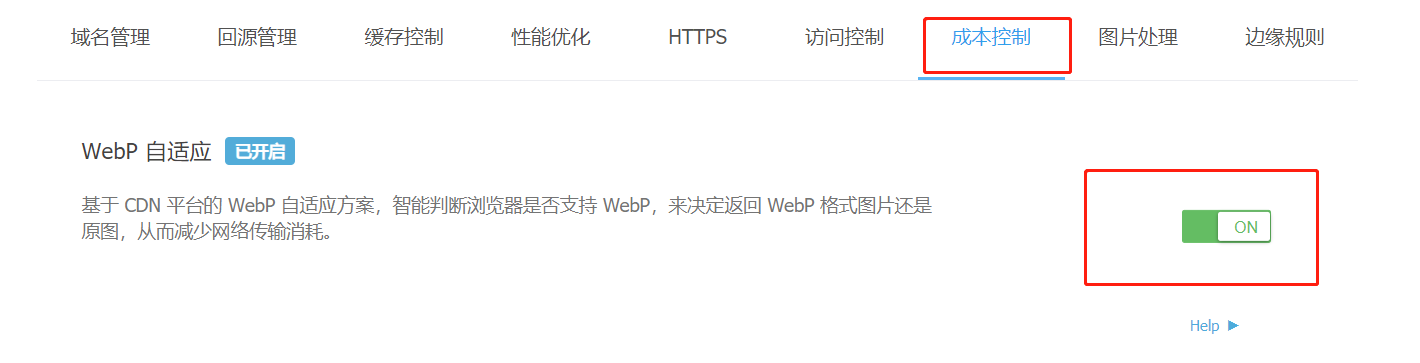 域名管理 回源管理 缓存控制 性能优化 HTTPS 访问控制 成本控制 图片处理 边缘规则
WebP 自适应 已开启
基于 CDN 平台的 WebP 自适应方案，智能判断浏览器是否支持 WebP，来决定返回 WebP 格式图片还是
原图，从而减少网络传输消耗。
ON
Help